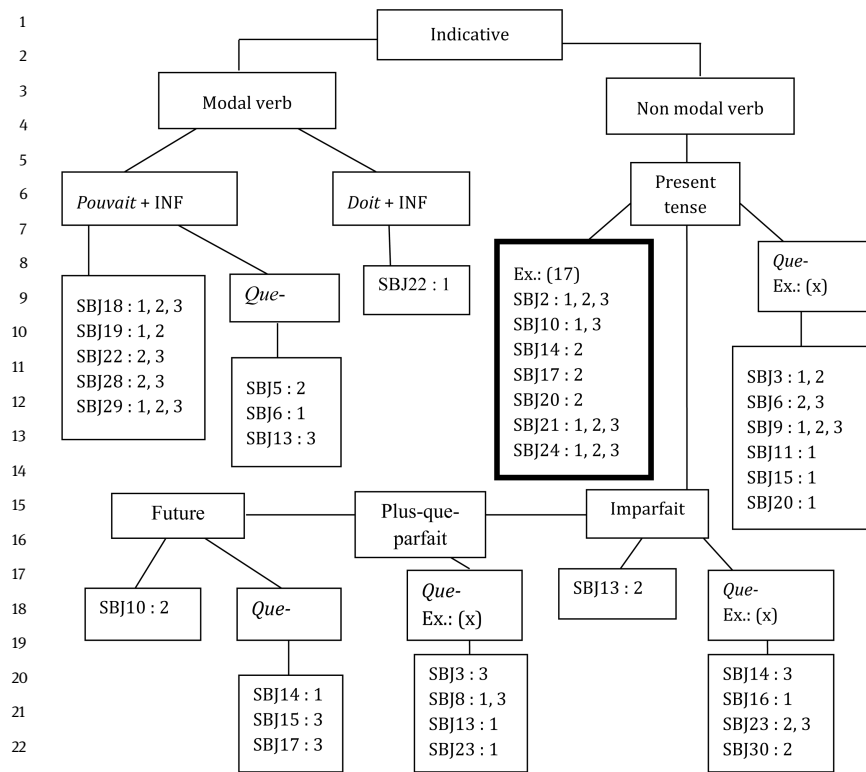 1
2
3
4
5
6
7
8
9
10
11
12
13
14
15
16
17
18
19
20
21
22
Indicative
Modal verb
Non modal verb
Pouvait + INF
Doit + INF
Present
tense
SBJ18 : 1, 2, 3
SBJ19 : 1, 2
SBJ22 : 2, 3
SBJ28 : 2, 3
SBJ29 : 1, 2, 3
Que-
SBJ5 : 2
SBJ6 : 1
SBJ13 : 3
SBJ22 : 1
Ex.: (17)
SBJ2 : 1, 2, 3
SBJ10 : 1, 3
SBJ14 : 2
SBJ17 : 2
SBJ20 : 2
SBJ21 : 1, 2, 3
SBJ24 : 1, 2, 3
Que-
Ex.: (x)
SBJ3 : 1, 2
SBJ6 : 2, 3
SBJ9 : 1, 2, 3
SBJ11 : 1
SBJ15 : 1
SBJ20 : 1
Future
Plus-que-
parfait
Imparfait
SBJ10 : 2
Que-
SBJ14 : 1
SBJ15 : 3
SBJ17 : 3
Que-
Ex.: (x)
SBJ3 : 3
SBJ8 : 1, 3
SBJ13 : 1
SBJ23 : 1
SBJ13 : 2
Que-
Ex.: (x)
SBJ14 : 3
SBJ16 : 1
SBJ23 : 2, 3
SBJ30 : 2